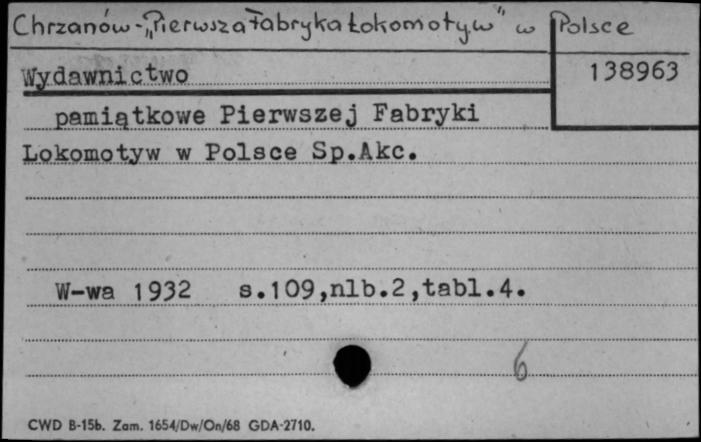 Chrzanów - „Pierwsza Fabryka Lokomotyw" w Polsce
Wydawnictwo
138963
pamiątkowe Pierwszej Fabryki
Lokomotyw w Polsce Sp.Akc.
W-wa 1932 s.109,nlb.2,tabl.4.
6
CWD B-15b. Zam. 1654/Dw/On/68 GDA-2710.